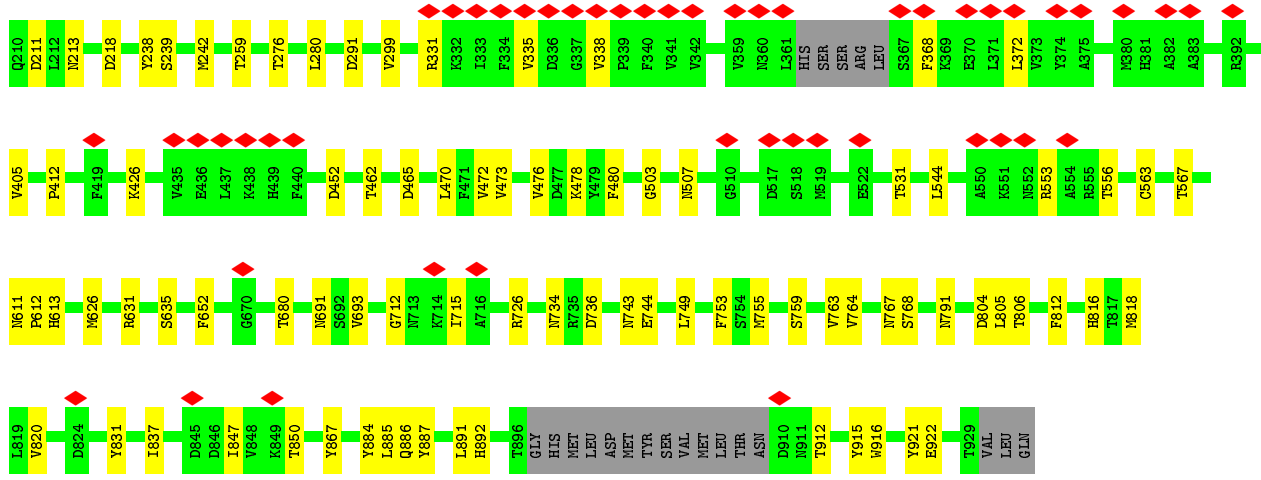 Q210 D211 L212 N213 D218 Y238 S239 M242 T259 T276 L280 D291 V299 R331 K332 I333 F334 V335 D336 G337 V338 P339 F340 V341 V342 V359 N360 L361 HIS SER SER ARG LEU S367 F368 K369 E370 L371 L372 V373 Y374 A375 M380 H381 A382 A383 R392
V405 P412 F419 K426 V435 E436 L437 K438 H439 F440 D452 T462 D465 L470 F471 V472 V473 V476 D477 K478 Y479 F480 G503 N507 G510 D517 S518 M519 E522 T531 L544 A550 K551 N552 R553 A554 R555 T556 C563 T567
N611 P612 H613 M626 R631 S635 F652 G670 T680 N691 S692 V693 G712 N713 K714 I715 A716 R726 N734 R735 D736 N743 E744 L749 F753 S754 M755 S759 V763 V764 N767 S768 N791 D804 L805 T806 F812 H816 T817 M818
L819 V820 D824 Y831 I837 D845 D846 I847 V848 K849 T850 Y867 Y884 L885 Q886 Y887 L891 H892 T896 GLY HIS MET LEU ASP MET TYR SER VAL MET LEU THR ASN D910 N911 T912 Y915 W916 Y921 E922 T929 VAL LEU GLN